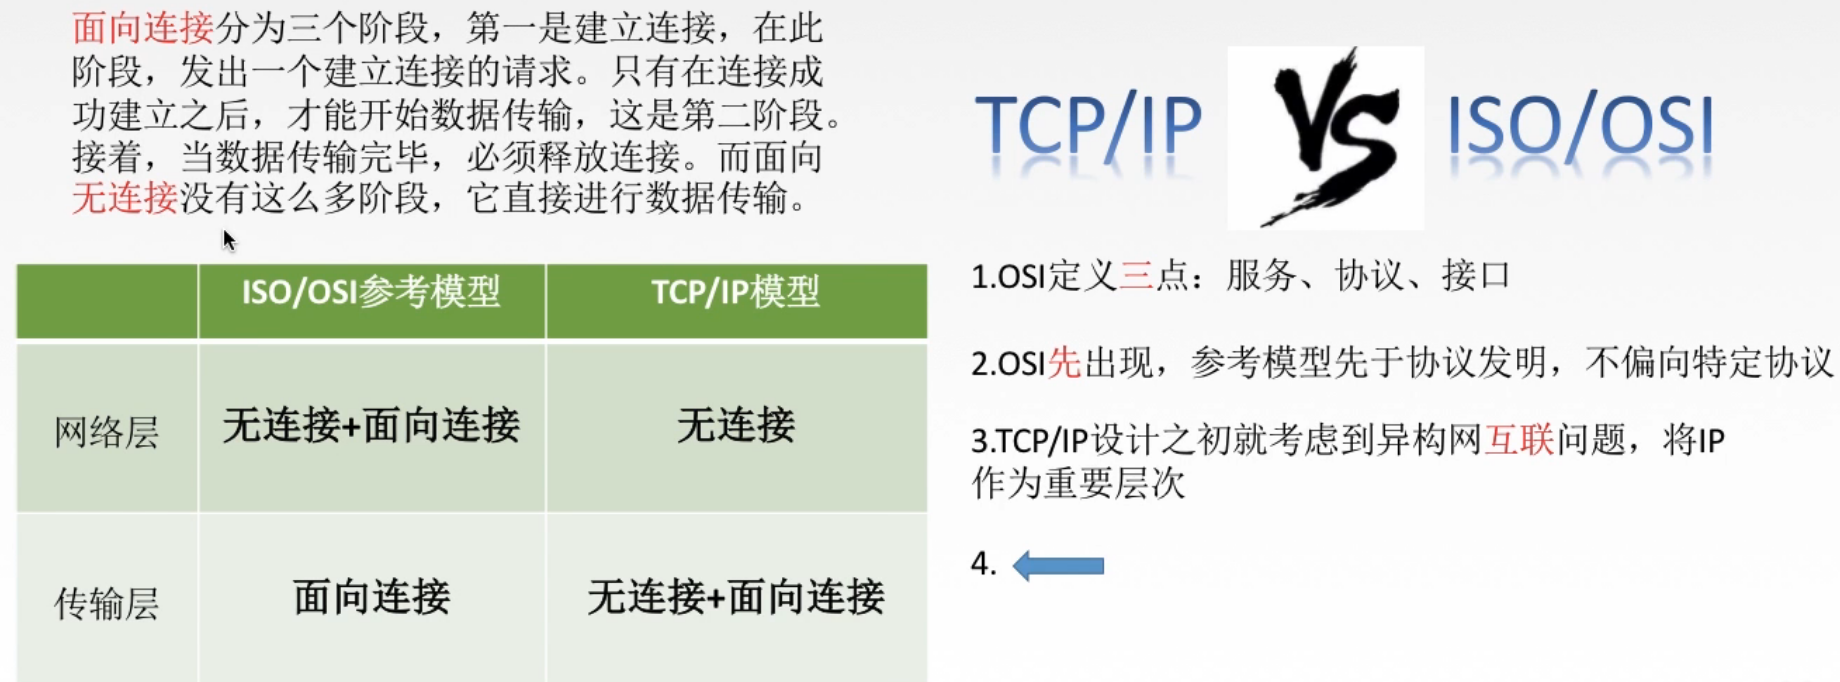 面向连接分为三个阶段，第一是建立连接，在此
阶段，发出一个建立连接的请求。只有在连接成
功建立之后，才能开始数据传输，这是第二阶段。
接着，当数据传输完毕，必须释放连接。而面向
无连接没有这么多阶段，它直接进行数据传输。
ISO/OSI参考模型 TCP/IP模型
网络层 无连接+面向连接 无连接
传输层 面向连接 无连接+面向连接
TCP/IP VS ISO/OSI
1.OSI定义三点：服务、协议、接口
2.OSI先出现，参考模型先于协议发明，不偏向特定协议
3.TCP/IP设计之初就考虑到异构网互联问题，将IP
作为重要层次
4.